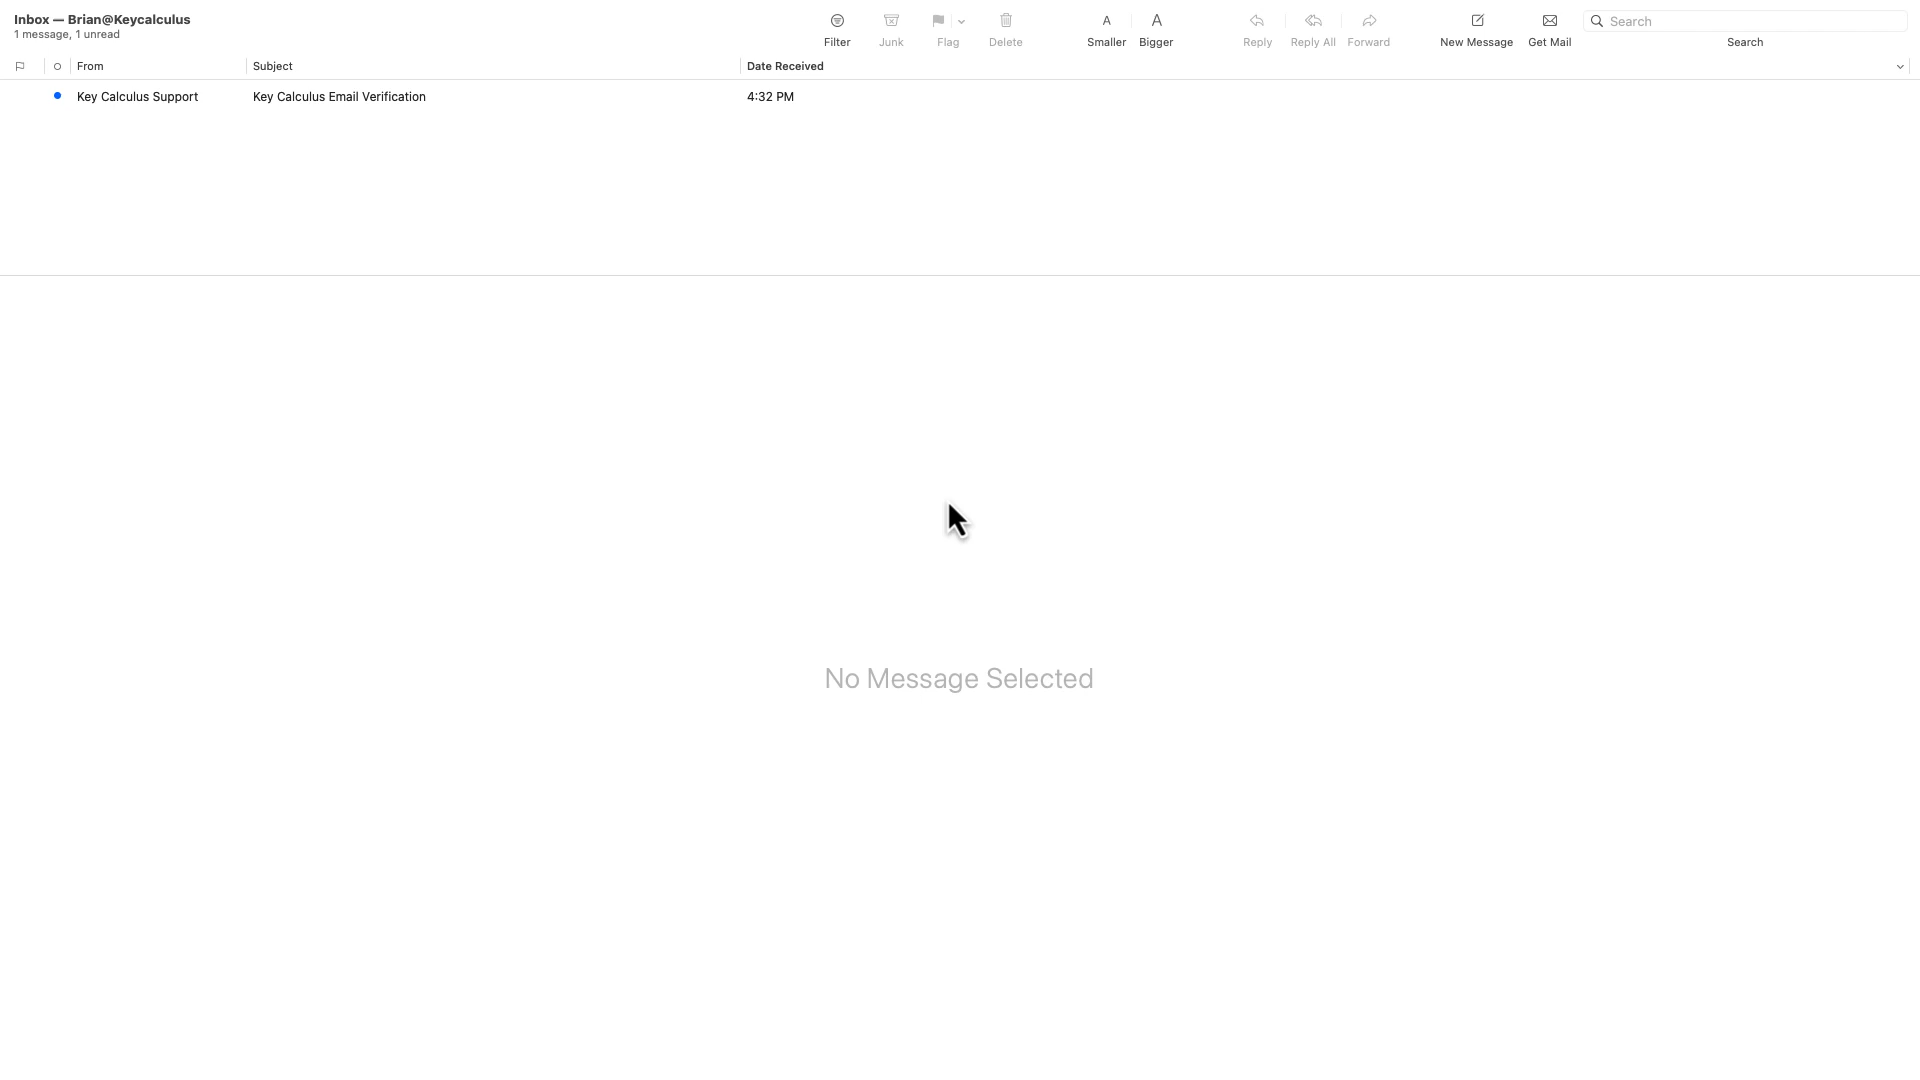 Inbox — Brian@Keycalculus
1 message, 1 unread
Filter
Junk
Flag
Delete
A
Smaller
A
Bigger
Reply
Reply All
Forward
New Message
Get Mail
Search
Search
From
Subject
Date Received
Key Calculus Support
Key Calculus Email Verification
4:32 PM
No Message Selected